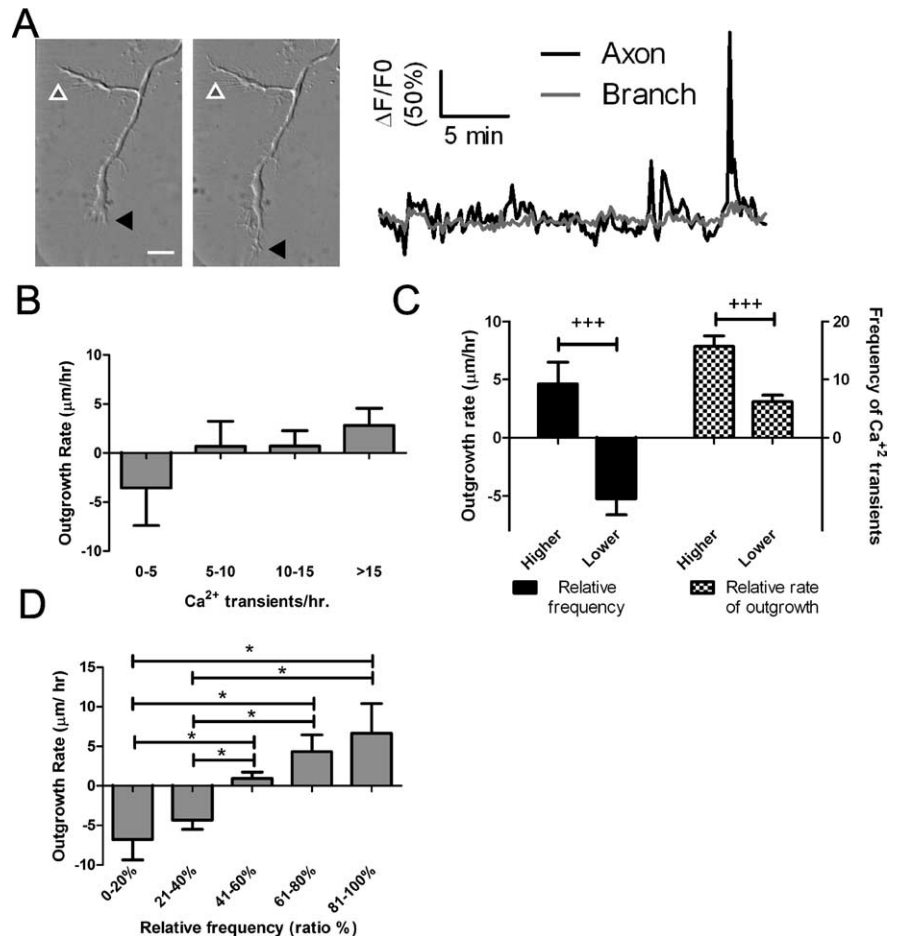 A
ΔF/F0
(50%)
5 min
Axon
Branch
B
Outgrowth Rate (μm/hr)
10
5
0
-5
-10
0-5 5-10 10-15 >15
Ca2+ transients/hr.
C
Outgrowth rate (μm/hr)
10
5
0
-5
+++
+++
20
10
0
Frequency of Ca+2 transients
Higher Lower Higher Lower
Relative
frequency
Relative rate
of outgrowth
D
Outgrowth Rate (μm/ hr)
15
10
5
0
-5
-10
*
*
*
*
*
*
0-20% 21-40% 41-60% 61-80% 81-100%
Relative frequency (ratio %)